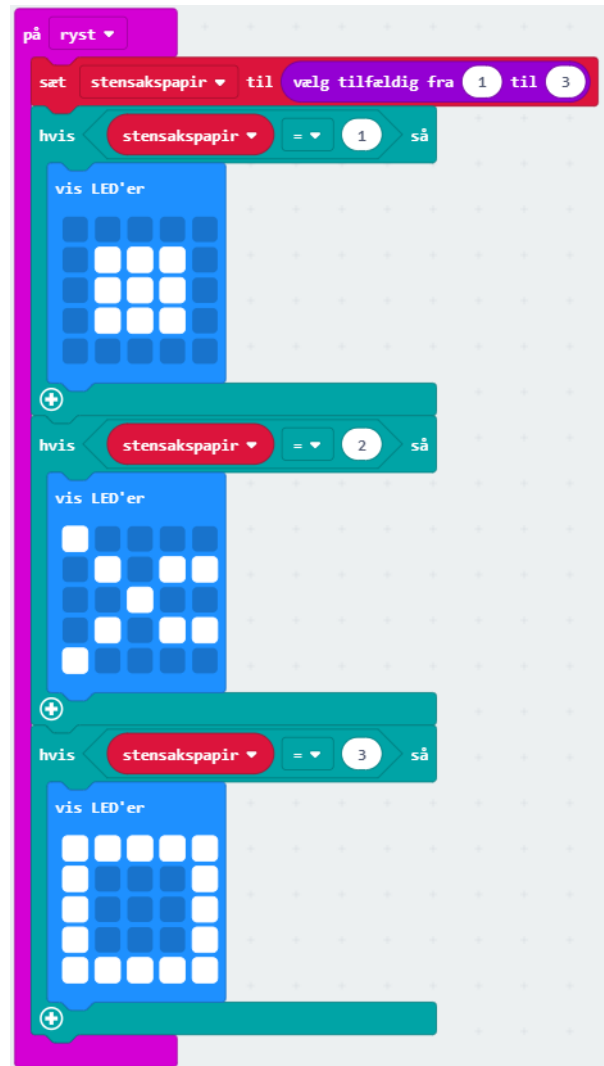 på ryst
sæt stensakspapir til vælg tilfældig fra 1 til 3
hvis stensakspapir = 1 så
vis LED'er
hvis stensakspapir = 2 så
vis LED'er
hvis stensakspapir = 3 så
vis LED'er